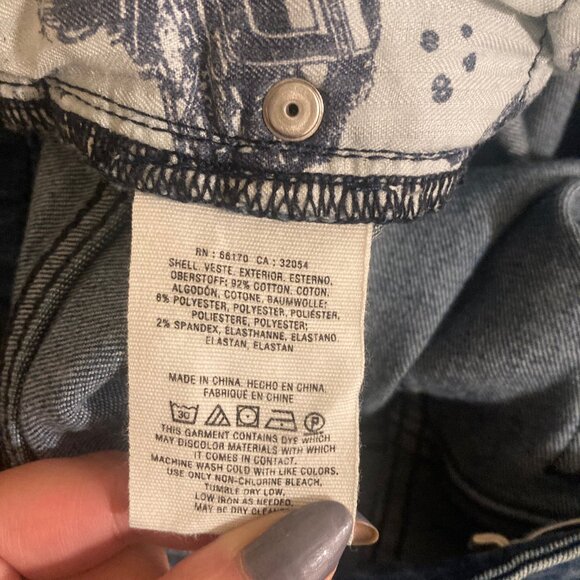 RN : 66170 CA : 32054
SHELL, VESTE, EXTERIOR, ESTERNO,
OBERSTOFF: 92% COTTON, COTON,
ALGODÓN, COTONE, BAUMWOLLE;
6% POLYESTER, POLYESTER, POLIÉSTER,
POLIESTERE, POLYESTER;
2% SPANDEX, ELASTHANNE, ELASTANO,
ELASTAN, ELASTAN
MADE IN CHINA. HECHO EN CHINA.
FABRIQUÉ EN CHINE
30 P
THIS GARMENT CONTAINS DYE WHICH
MAY DISCOLOR MATERIALS WITH WHICH
IT COMES IN CONTACT.
MACHINE WASH COLD WITH LIKE COLORS.
USE ONLY NON-CHLORINE BLEACH.
TUMBLE DRY LOW.
LOW IRON AS NEEDED.
MAY BE DRY